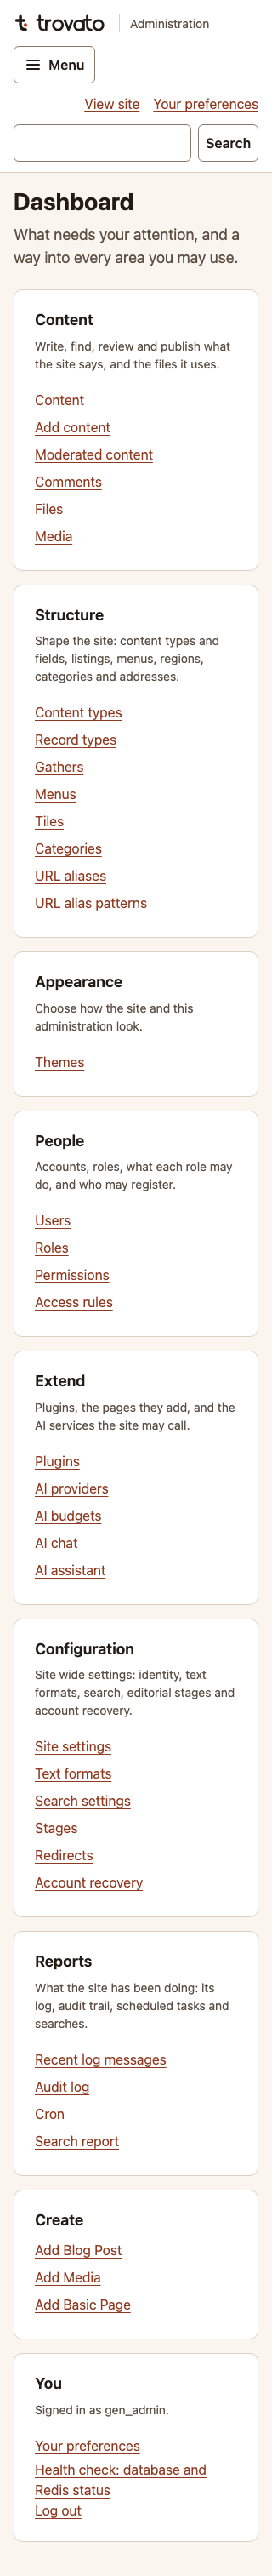 trovato
Administration
Menu
View site
Your preferences
Search
Dashboard
What needs your attention, and a
way into every area you may use.
Content
Write, find, review and publish what
the site says, and the files it uses.
Content
Add content
Moderated content
Comments
Files
Media
Structure
Shape the site: content types and
fields, listings, menus, regions,
categories and addresses.
Content types
Record types
Gathers
Menus
Tiles
Categories
URL aliases
URL alias patterns
Appearance
Choose how the site and this
administration look.
Themes
People
Accounts, roles, what each role may
do, and who may register.
Users
Roles
Permissions
Access rules
Extend
Plugins, the pages they add, and the
AI services the site may call.
Plugins
AI providers
AI budgets
AI chat
AI assistant
Configuration
Site wide settings: identity, text
formats, search, editorial stages and
account recovery.
Site settings
Text formats
Search settings
Stages
Redirects
Account recovery
Reports
What the site has been doing: its
log, audit trail, scheduled tasks and
searches.
Recent log messages
Audit log
Cron
Search report
Create
Add Blog Post
Add Media
Add Basic Page
You
Signed in as gen_admin.
Your preferences
Health check: database and
Redis status
Log out